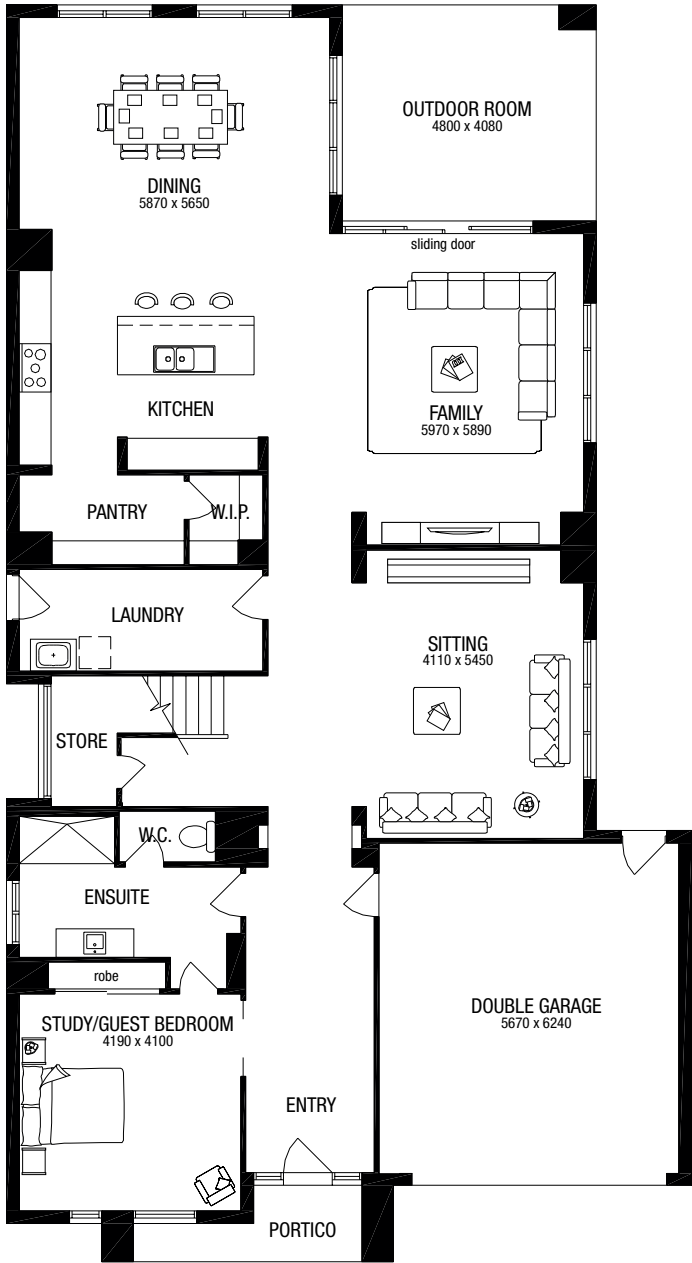 OUTDOOR ROOM
4800 x 4080
DINING
5870 x 5650
sliding door
KITCHEN
FAMILY
5970 x 5890
PANTRY
W.I.P.
LAUNDRY
SITTING
4110 x 5450
STORE
W.C.
ENSUITE
robe
STUDY/GUEST BEDROOM
4190 x 4100
DOUBLE GARAGE
5670 x 6240
ENTRY
PORTICO